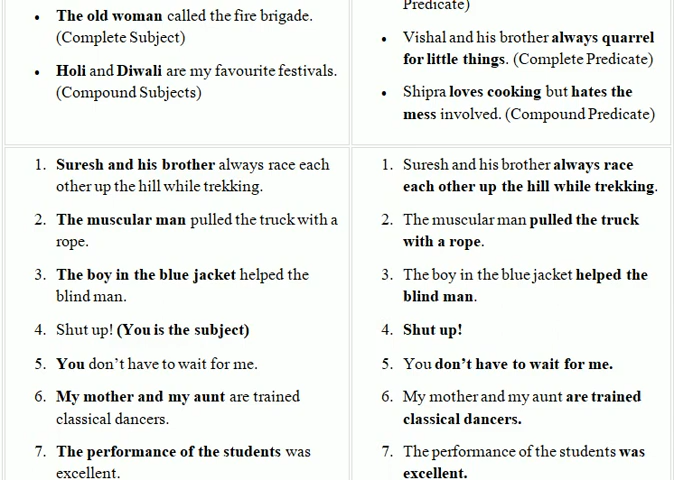 • The old woman called the fire brigade.
(Complete Subject)
• Holi and Diwali are my favourite festivals.
(Compound Subjects)
Predicate)
• Vishal and his brother always quarrel
for little things. (Complete Predicate)
• Shipra loves cooking but hates the
mess involved. (Compound Predicate)
1. Suresh and his brother always race each
other up the hill while trekking.
2. The muscular man pulled the truck with a
rope.
3. The boy in the blue jacket helped the
blind man.
4. Shut up! (You is the subject)
5. You don’t have to wait for me.
6. My mother and my aunt are trained
classical dancers.
7. The performance of the students was
excellent.
1. Suresh and his brother always race
each other up the hill while trekking.
2. The muscular man pulled the truck
with a rope.
3. The boy in the blue jacket helped the
blind man.
4. Shut up!
5. You don’t have to wait for me.
6. My mother and my aunt are trained
classical dancers.
7. The performance of the students was
excellent.